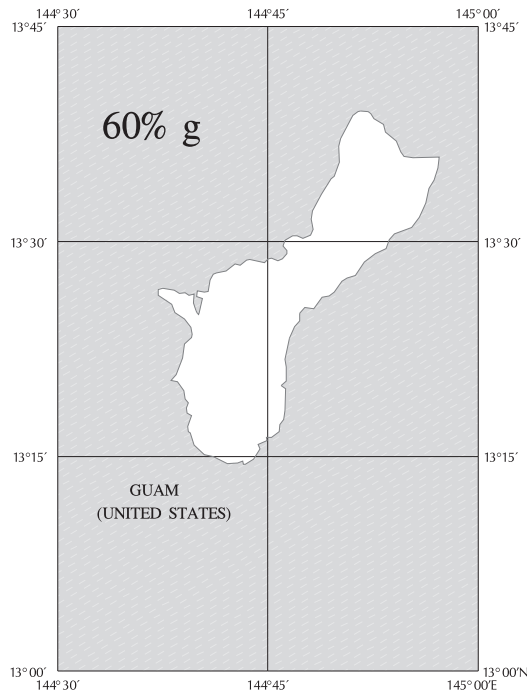 144°30′ 144°45′ 145°00′
13°45′ 13°45′
60% g
13°30′ 13°30′
13°15′ 13°15′
GUAM
(UNITED STATES)
13°00′ 13°00′N
144°30′ 144°45′ 145°00′E